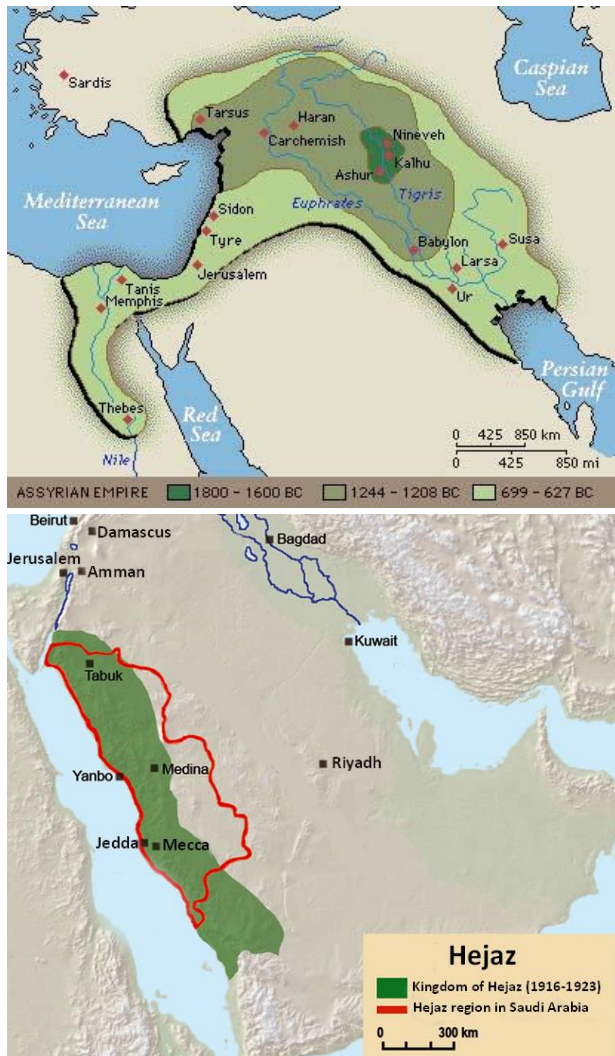 Caspian
Sea
Sardis
Tarsus
Haran
Carchemish
Nineveh
Kalhu
Ashur
Mediterranean
Sea
Euphrates
Tigris
Sidon
Tyre
Jerusalem
Babylon
Susa
Larsa
Ur
Tanis
Memphis
Persian
Gulf
Thebes
Red
Sea
Nile
0 425 850 km
0 425 850 mi
ASSYRIAN EMPIRE 1800 - 1600 BC 1244 - 1208 BC 699 - 627 BC
Beirut
Damascus
Bagdad
Jerusalem
Amman
Kuwait
Tabuk
Riyadh
Medina
Yanbo
Jedda
Mecca
Hejaz
Kingdom of Hejaz (1916-1923)
Hejaz region in Saudi Arabia
0 300 km